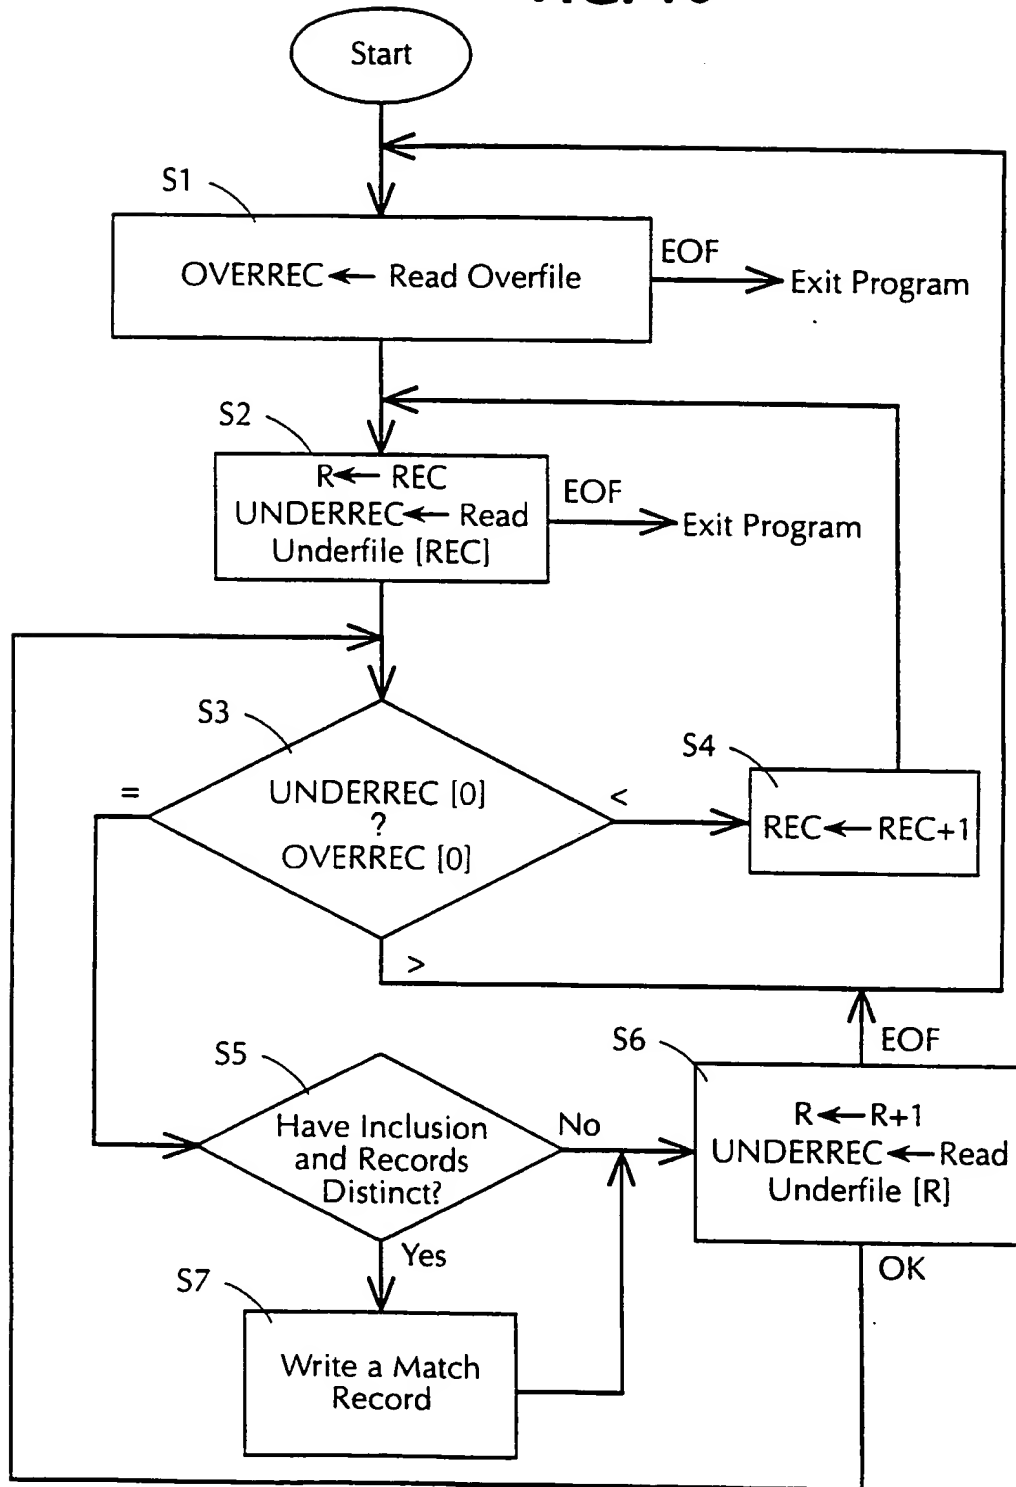 Start
S1
OVERREC ← Read Overfile
EOF
Exit Program
S2
R ← REC
UNDERREC ← Read
Underfile [REC]
EOF
Exit Program
S3
UNDERREC [0]
?
OVERREC [0]
=
<
>
S4
REC ← REC+1
S5
Have Inclusion
and Records
Distinct?
No
Yes
S6
EOF
R ← R+1
UNDERREC ← Read
Underfile [R]
OK
S7
Write a Match
Record